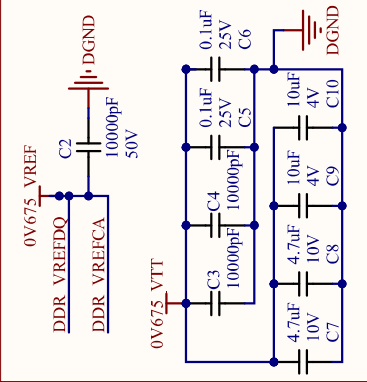 DGND
C2
10000pF
50V
0V675_VREF
DDR_VREFDQ
DDR_VREFCA
0.1uF
25V
C6
0.1uF
25V
C5
C4
10000pF
C3
10000pF
0V675_VTT
DGND
10uF
4V
C10
10uF
4V
C9
4.7uF
10V
C8
4.7uF
10V
C7